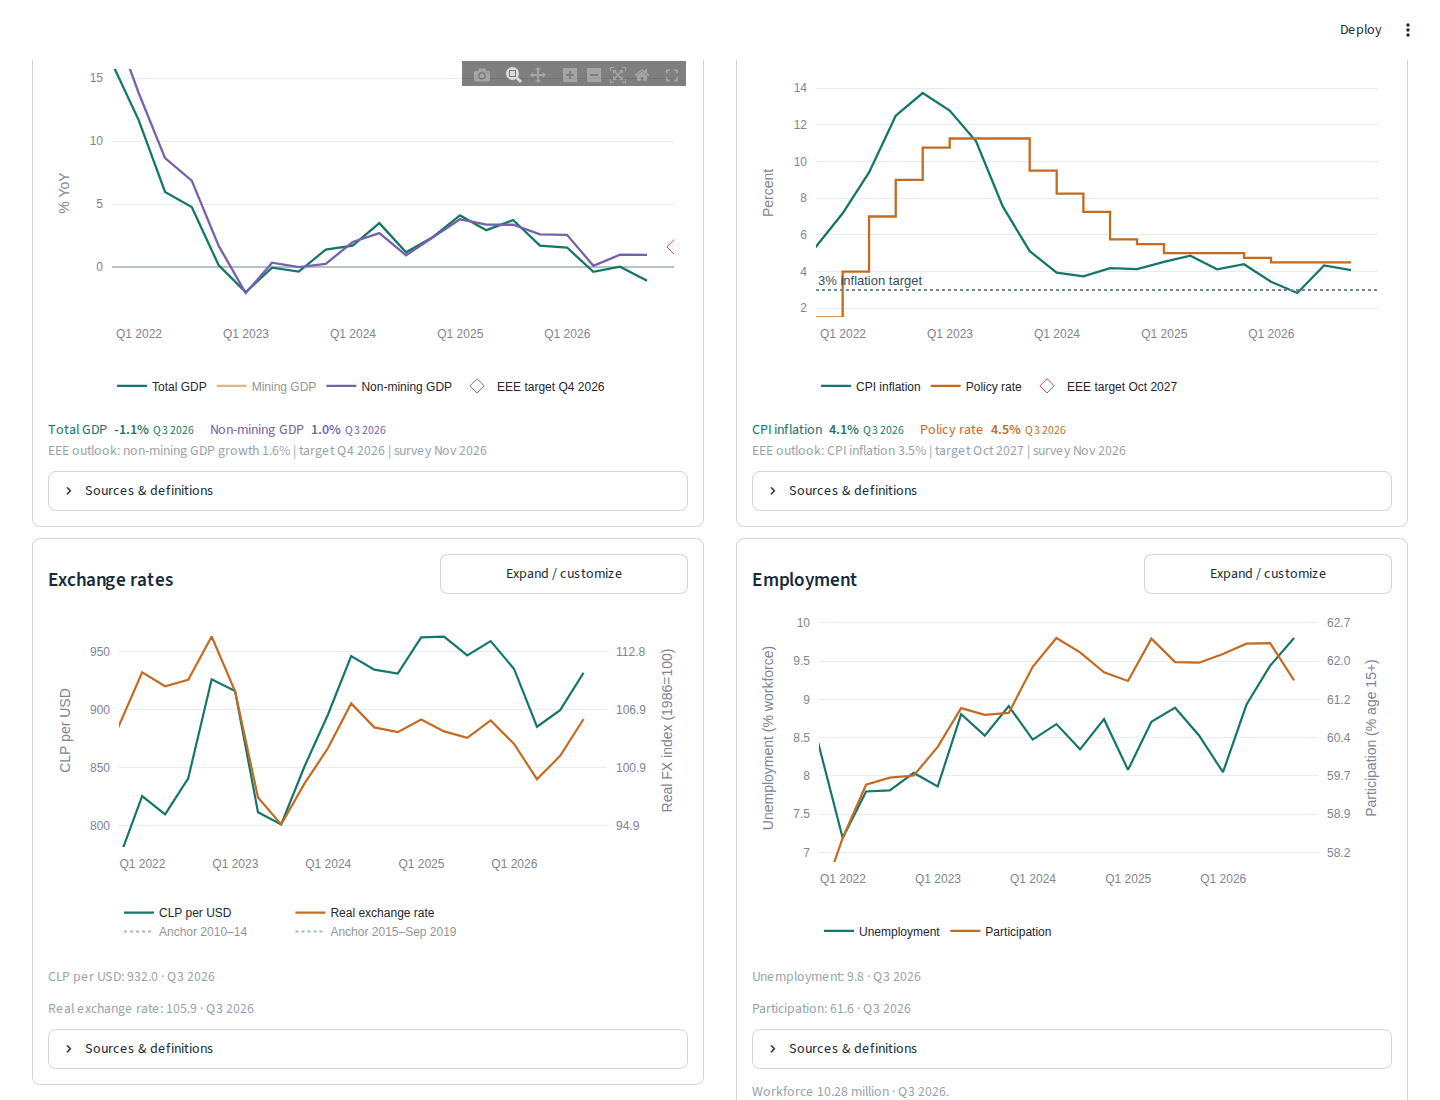 Deploy
15
10
5
0
% YoY
Q1 2022
Q1 2023
Q1 2024
Q1 2025
Q1 2026
Total GDP
Mining GDP
Non-mining GDP
EEE target Q4 2026
Total GDP -1.1% Q3 2026 Non-mining GDP 1.0% Q3 2026
EEE outlook: non-mining GDP growth 1.6% | target Q4 2026 | survey Nov 2026
Sources & definitions
14
12
10
8
6
4
2
Percent
3% inflation target
Q1 2022
Q1 2023
Q1 2024
Q1 2025
Q1 2026
CPI inflation
Policy rate
EEE target Oct 2027
CPI inflation 4.1% Q3 2026 Policy rate 4.5% Q3 2026
EEE outlook: CPI inflation 3.5% | target Oct 2027 | survey Nov 2026
Sources & definitions
Exchange rates
Expand / customize
950
900
850
800
CLP per USD
112.8
106.9
100.9
94.9
Real FX index (1986=100)
Q1 2022
Q1 2023
Q1 2024
Q1 2025
Q1 2026
CLP per USD
Real exchange rate
Anchor 2010–14
Anchor 2015–Sep 2019
CLP per USD: 932.0 · Q3 2026
Real exchange rate: 105.9 · Q3 2026
Sources & definitions
Employment
Expand / customize
10
9.5
9
8.5
8
7.5
7
Unemployment (% workforce)
62.7
62.0
61.2
60.4
59.7
58.9
58.2
Participation (% age 15+)
Q1 2022
Q1 2023
Q1 2024
Q1 2025
Q1 2026
Unemployment
Participation
Unemployment: 9.8 · Q3 2026
Participation: 61.6 · Q3 2026
Sources & definitions
Workforce 10.28 million · Q3 2026.